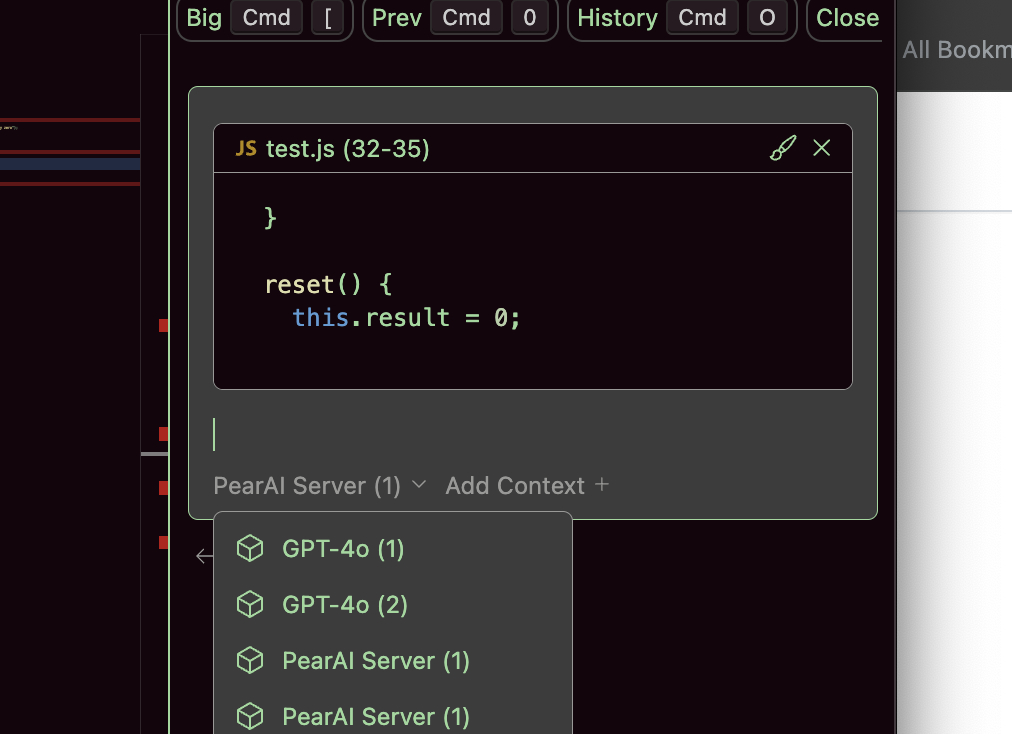 Big Cmd [ Prev Cmd 0 History Cmd O Close
All Bookm
JS test.js (32-35)
}
reset() {
this.result = 0;
PearAI Server (1) Add Context +
GPT-4o (1)
GPT-4o (2)
PearAI Server (1)
PearAI Server (1)